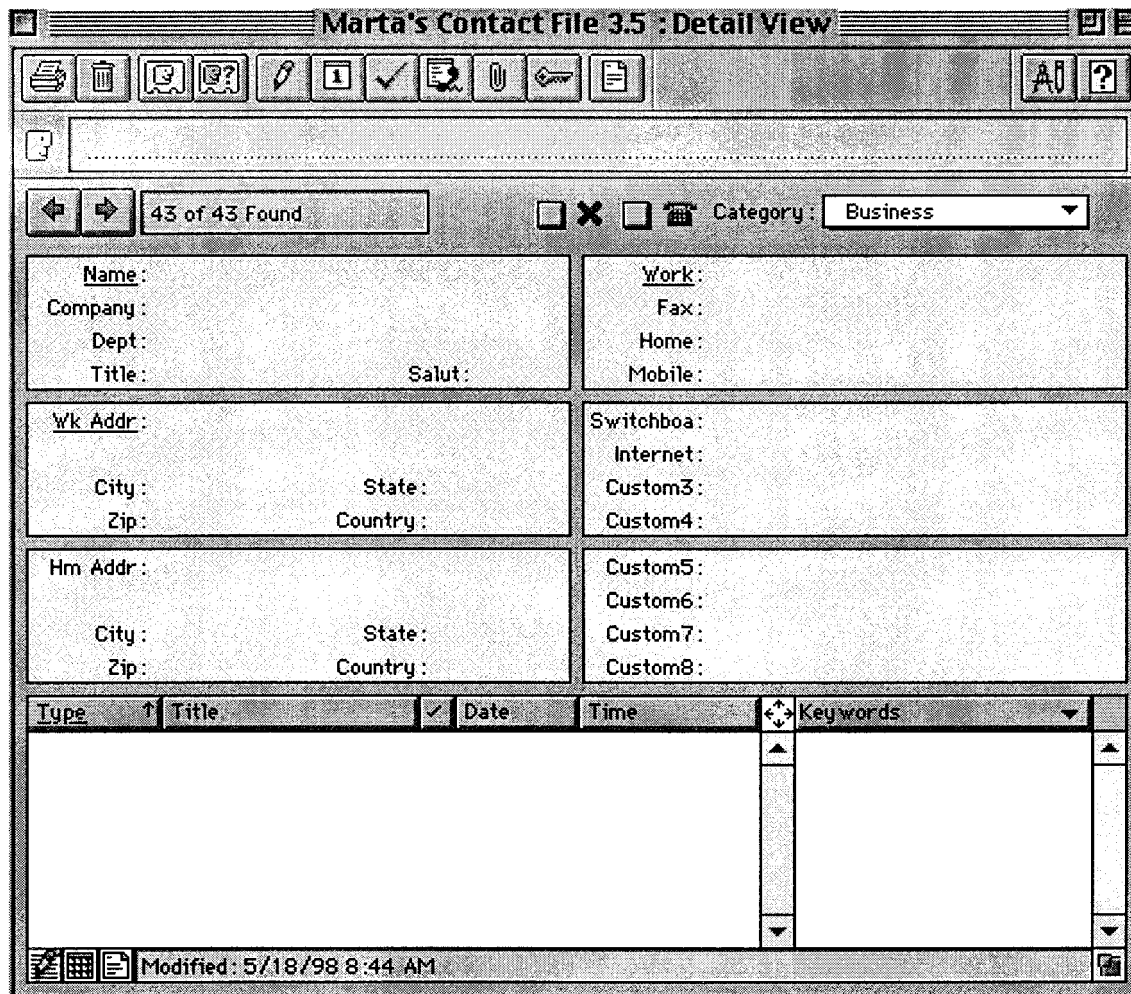 Marta's Contact File 3.5 : Detail View
?
1
?
43 of 43 Found
Category : Business
Name :
Company :
Dept :
Title : Salut :
Work :
Fax :
Home :
Mobile :
Wk Addr :
City : State :
Zip : Country :
Switchboa :
Internet :
Custom3 :
Custom4 :
Hm Addr :
City : State :
Zip : Country :
Custom5 :
Custom6 :
Custom7 :
Custom8 :
Type Title Date Time Keywords
Modified : 5/18/98 8:44 AM